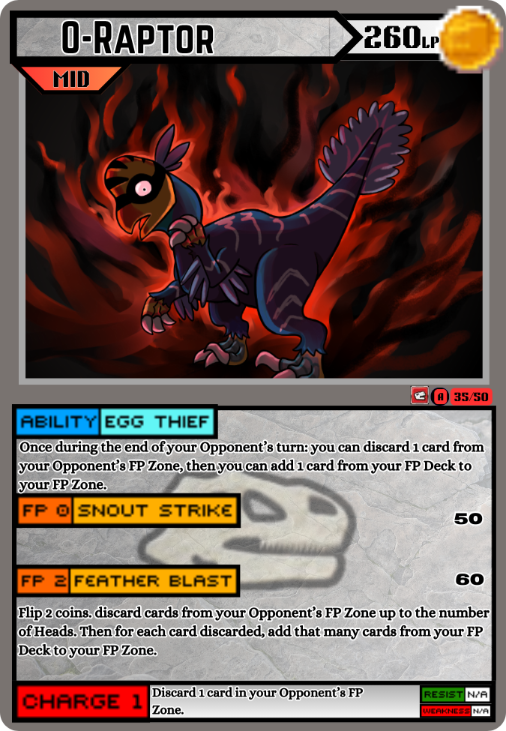 O-Raptor
260LP
MID
A 35/50
ABILITY EGG THIEF
Once during the end of your Opponent's turn: you can discard 1 card from
your Opponent's FP Zone, then you can add 1 card from your FP Deck to
your FP Zone.
FP 0 SNOUT STRIKE 50
FP 2 FEATHER BLAST 60
Flip 2 coins. discard cards from your Opponent's FP Zone up to the number
of Heads. Then for each card discarded, add that many cards from your FP
Deck to your FP Zone.
CHARGE 1
Discard 1 card in your Opponent's FP
Zone.
RESIST N/A
WEAKNESS N/A